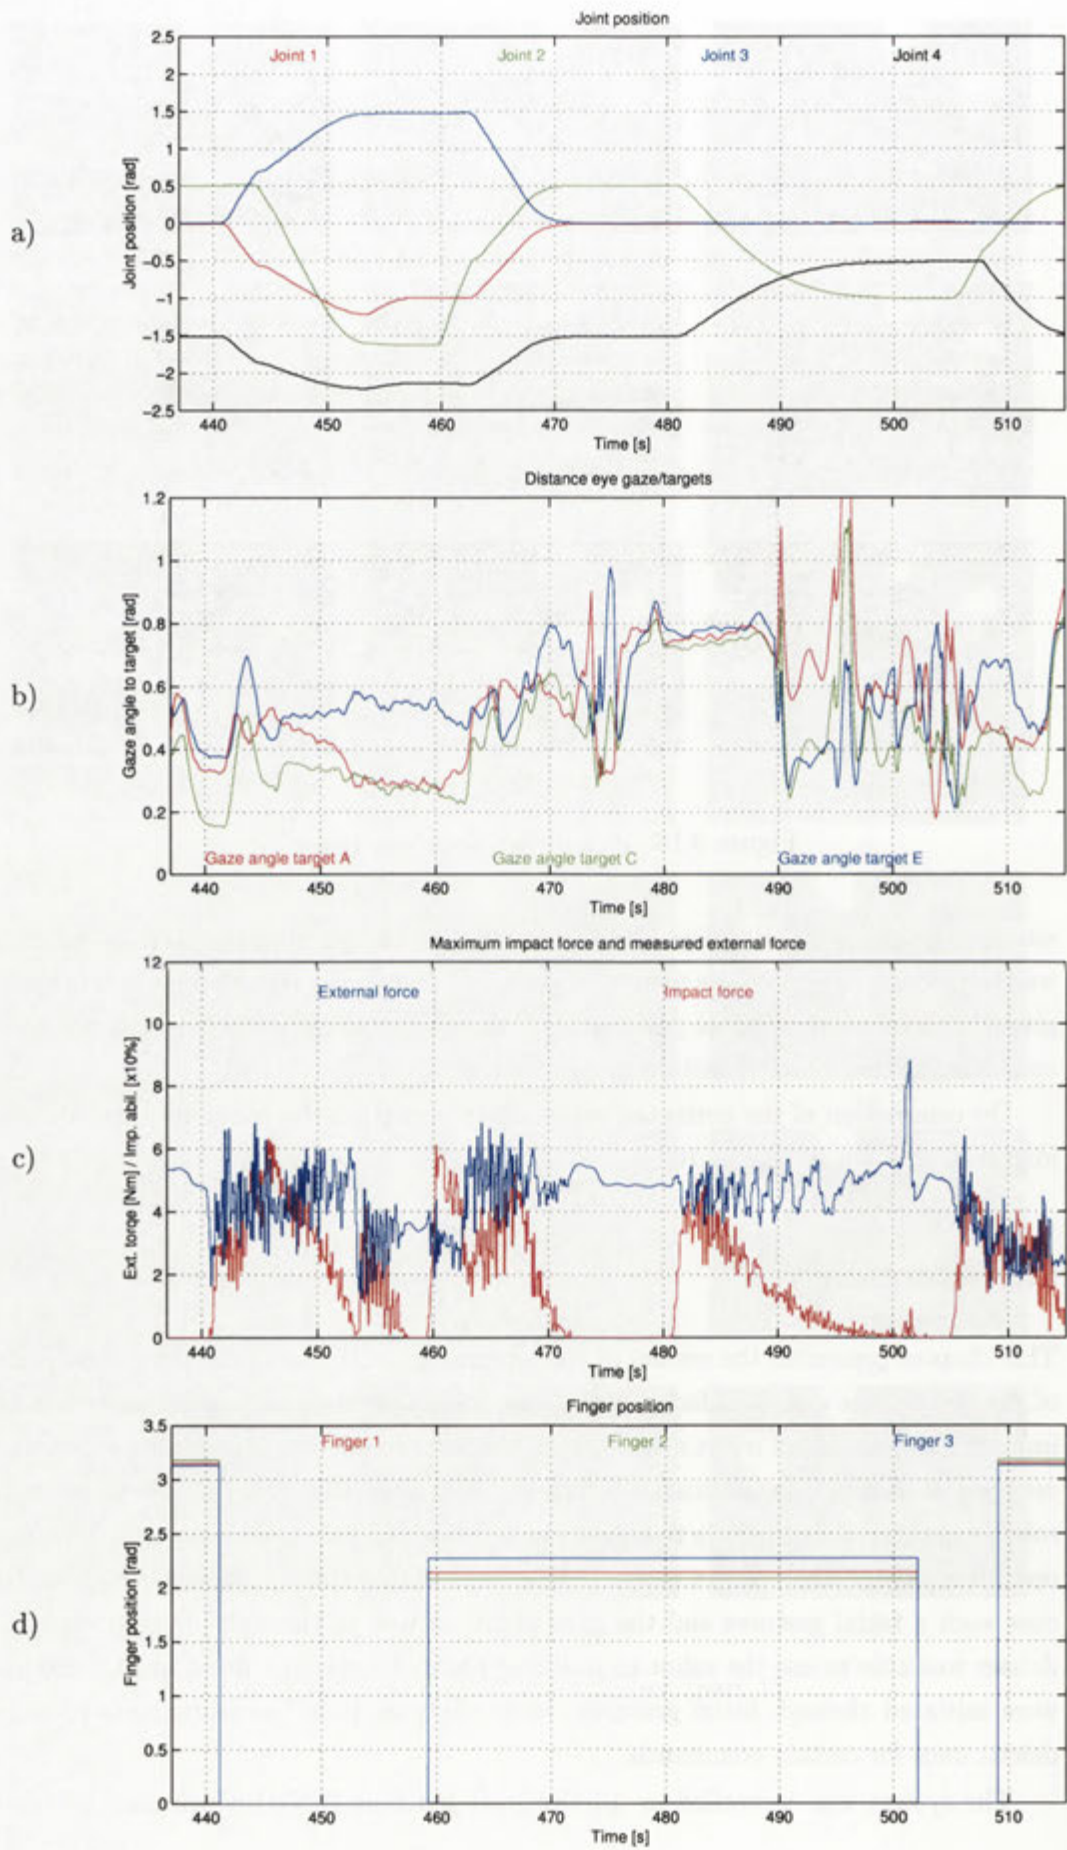 a)
Joint position
Joint 1 Joint 2 Joint 3 Joint 4
Joint position [rad]
2.5
2
1.5
1
0.5
0
−0.5
−1
−1.5
−2
−2.5
440 450 460 470 480 490 500 510
Time [s]
b)
Distance eye gaze/targets
Gaze angle to target [rad]
1.2
1
0.8
0.6
0.4
0.2
0
Gaze angle target A Gaze angle target C Gaze angle target E
440 450 460 470 480 490 500 510
Time [s]
c)
Maximum impact force and measured external force
External force Impact force
Ext. torqe [Nm] / Imp. abil. [x10%]
12
10
8
6
4
2
0
440 450 460 470 480 490 500 510
Time [s]
d)
Finger position
Finger 1 Finger 2 Finger 3
Finger position [rad]
3.5
3
2.5
2
1.5
1
0.5
0
440 450 460 470 480 490 500 510
Time [s]